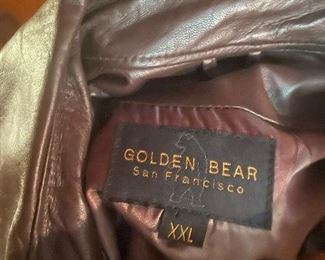 GOLDEN BEAR
San Francisco
XXL